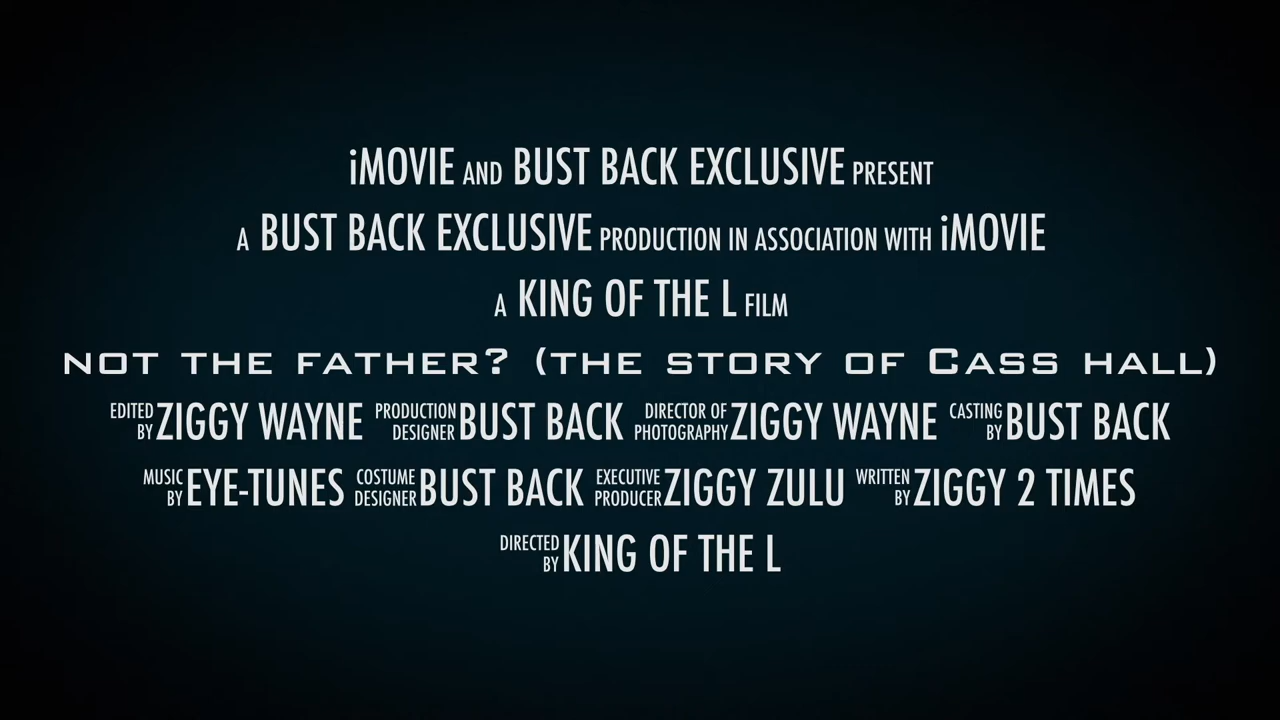 iMOVIE AND BUST BACK EXCLUSIVE PRESENT
A BUST BACK EXCLUSIVE PRODUCTION IN ASSOCIATION WITH iMOVIE
A KING OF THE L FILM
NOT THE FATHER? (THE STORY OF CASS HALL)
EDITED BY ZIGGY WAYNE PRODUCTION DESIGNER BUST BACK DIRECTOR OF PHOTOGRAPHY ZIGGY WAYNE CASTING BY BUST BACK
MUSIC BY EYE-TUNES COSTUME DESIGNER BUST BACK EXECUTIVE PRODUCER ZIGGY ZULU WRITTEN BY ZIGGY 2 TIMES
DIRECTED BY KING OF THE L